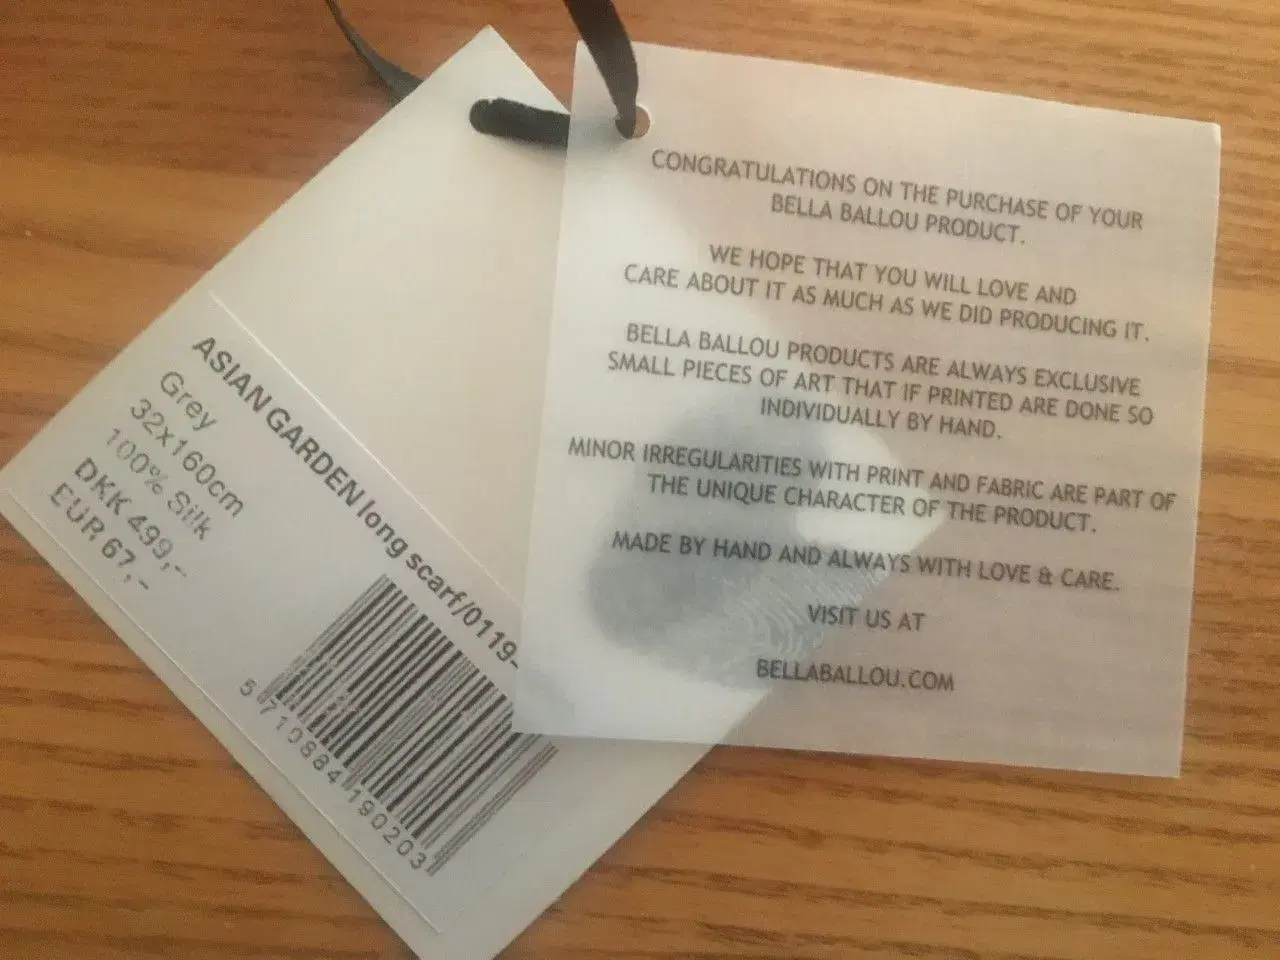 ASIAN GARDEN long scarf/0119-
Grey
32x160cm
100% Silk
DKK 499,-
EUR 67,-
5 710884 190203
CONGRATULATIONS ON THE PURCHASE OF YOUR
BELLA BALLOU PRODUCT.
WE HOPE THAT YOU WILL LOVE AND
CARE ABOUT IT AS MUCH AS WE DID PRODUCING IT.
BELLA BALLOU PRODUCTS ARE ALWAYS EXCLUSIVE
SMALL PIECES OF ART THAT IF PRINTED ARE DONE SO
INDIVIDUALLY BY HAND.
MINOR IRREGULARITIES WITH PRINT AND FABRIC ARE PART OF
THE UNIQUE CHARACTER OF THE PRODUCT.
MADE BY HAND AND ALWAYS WITH LOVE & CARE.
VISIT US AT
BELLABALLOU.COM